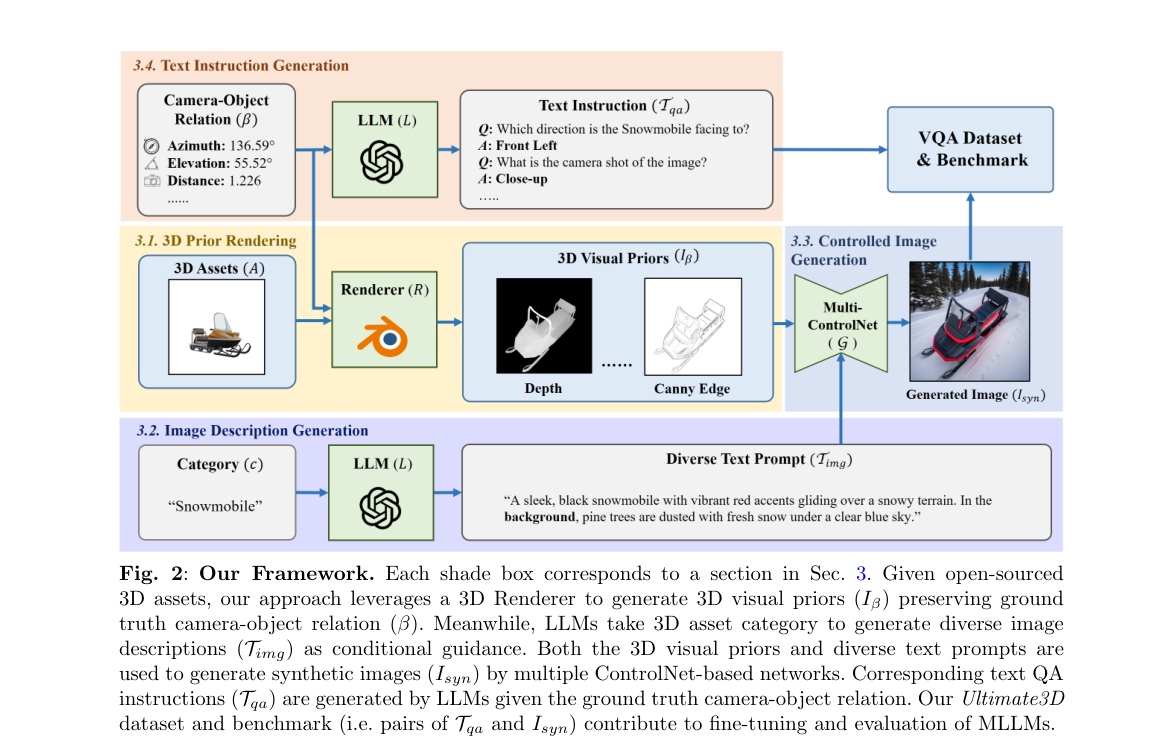 3.4. Text Instruction Generation
Camera-Object
Relation (β)
Azimuth: 136.59°
Elevation: 55.52°
Distance: 1.226
......
LLM (L)
Text Instruction (𝒯qa)
Q: Which direction is the Snowmobile facing to?
A: Front Left
Q: What is the camera shot of the image?
A: Close-up
.....
VQA Dataset
& Benchmark
3.1. 3D Prior Rendering
3D Assets (A)
Renderer (R)
3D Visual Priors (Iβ)
Depth
......
Canny Edge
3.3. Controlled Image
Generation
Multi-
ControlNet
(𝒢)
Generated Image (Isyn)
3.2. Image Description Generation
Category (c)
“Snowmobile”
LLM (L)
Diverse Text Prompt (𝒯img)
“A sleek, black snowmobile with vibrant red accents gliding over a snowy terrain. In the
background, pine trees are dusted with fresh snow under a clear blue sky.”
Fig. 2: Our Framework. Each shade box corresponds to a section in Sec. 3. Given open-sourced
3D assets, our approach leverages a 3D Renderer to generate 3D visual priors (Iβ) preserving ground
truth camera-object relation (β). Meanwhile, LLMs take 3D asset category to generate diverse image
descriptions (𝒯img) as conditional guidance. Both the 3D visual priors and diverse text prompts are
used to generate synthetic images (Isyn) by multiple ControlNet-based networks. Corresponding text QA
instructions (𝒯qa) are generated by LLMs given the ground truth camera-object relation. Our Ultimate3D
dataset and benchmark (i.e. pairs of 𝒯qa and Isyn) contribute to fine-tuning and evaluation of MLLMs.